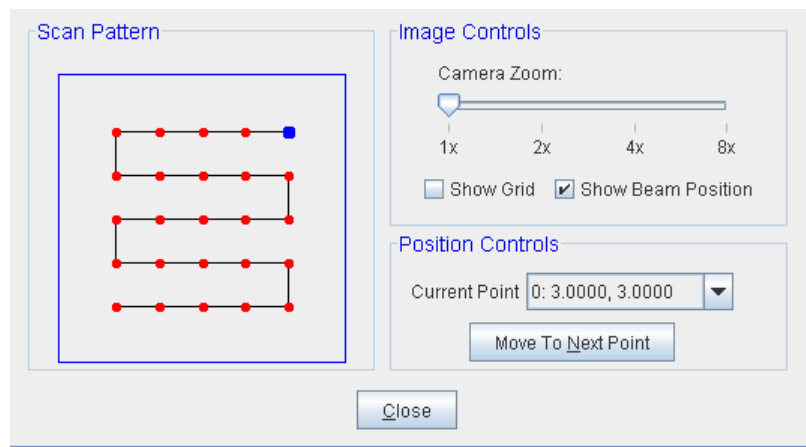 Scan Pattern
Image Controls
Camera Zoom:
1x 2x 4x 8x
Show Grid Show Beam Position
Position Controls
Current Point 0: 3.0000, 3.0000
Move To Next Point
Close